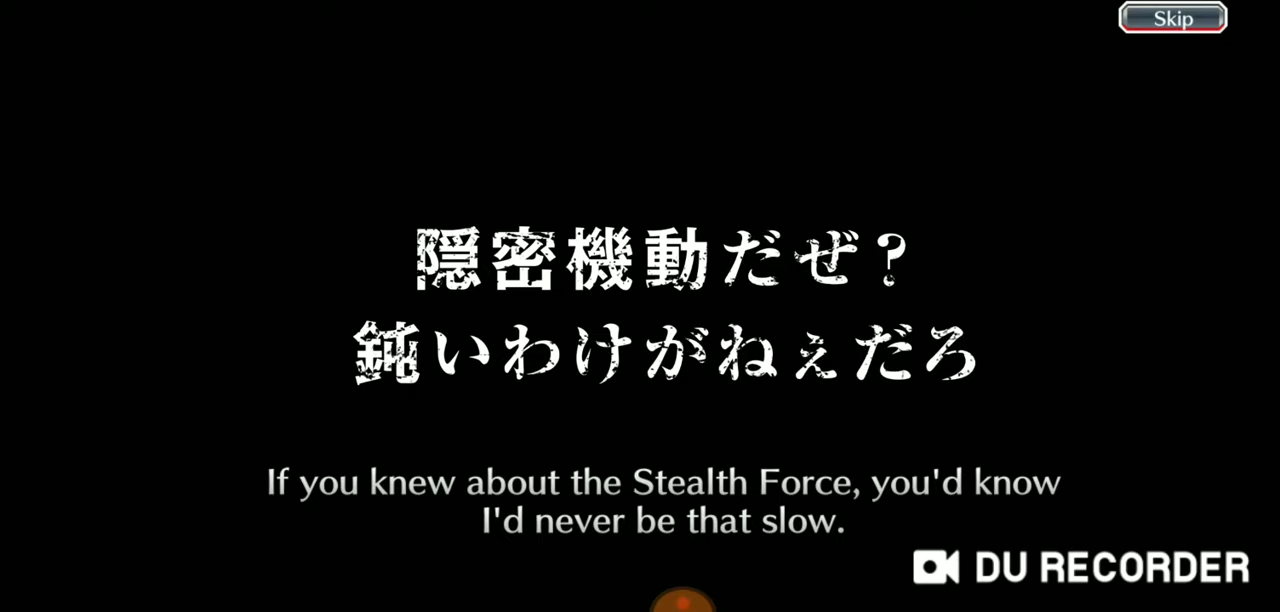 Skip
隠密機動だぜ?
鈍いわけがねぇだろ
If you knew about the Stealth Force, you'd know
I'd never be that slow.
DU RECORDER